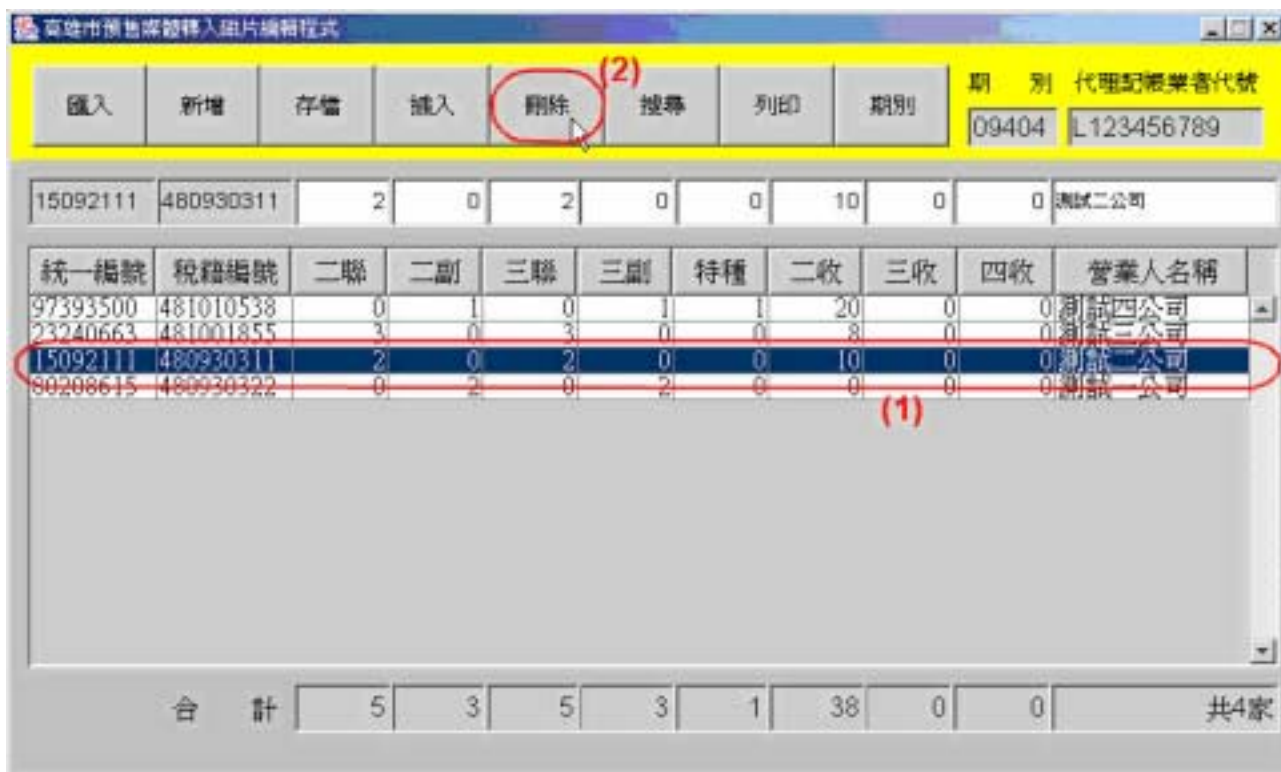 高雄市預售媒體轉入磁片編輯程式
匯入 新增 存檔 插入 刪除 搜尋 列印 期別
(2)
期 別 代理記帳業者代號
09404 L123456789
15092111 480930311 2 0 2 0 0 10 0 0 測試二公司
統一編號 稅籍編號 二聯 二副 三聯 三副 特種 二收 三收 四收 營業人名稱
97393500 481010538 0 1 0 1 1 20 0 0 測試四公司
23240663 481001855 3 0 3 0 0 8 0 0 測試三公司
15092111 480930311 2 0 2 0 0 10 0 0 測試二公司
80208615 480930322 0 2 0 2 0 0 0 0 測試一公司
(1)
合 計 5 3 5 3 1 38 0 0 共4家